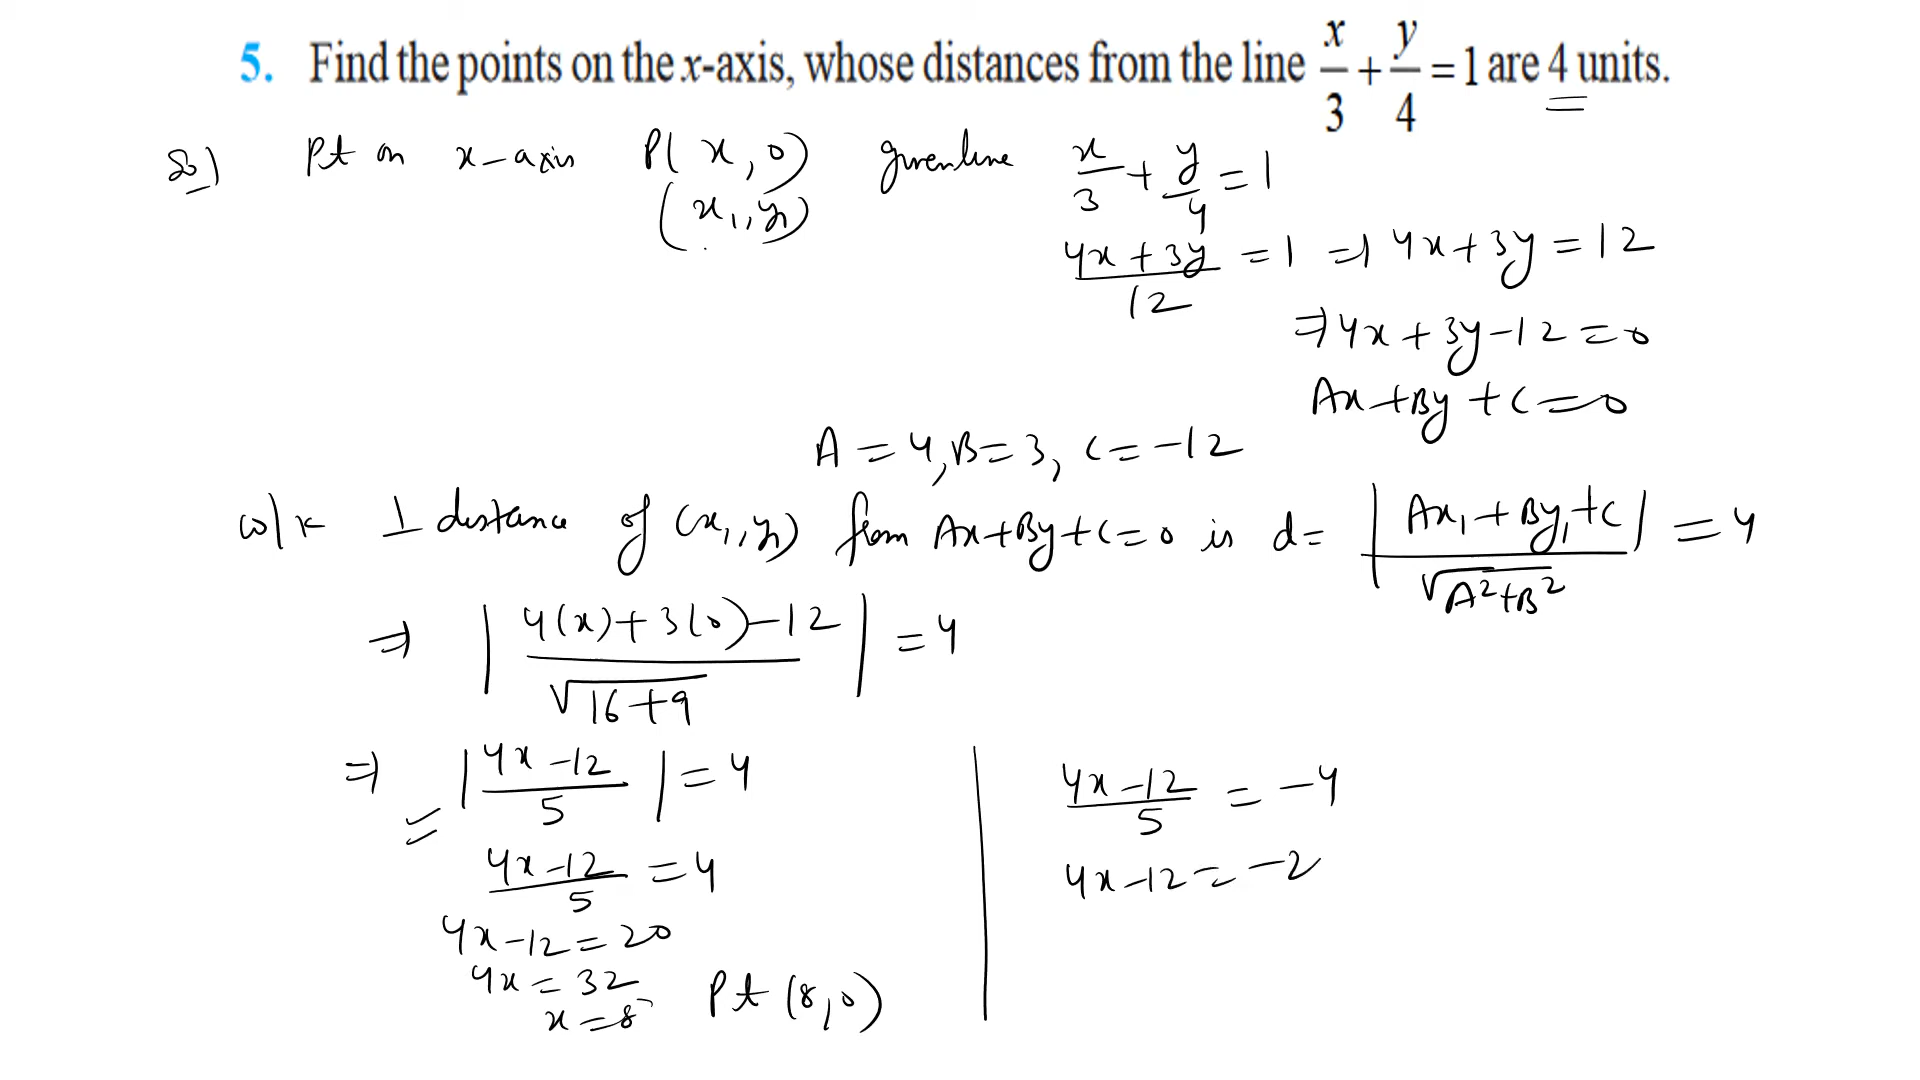 5. Find the points on the x-axis, whose distances from the line x/3 + y/4 = 1 are 4 units.
Sol) Pt on x-axis P(x, 0) given line x/3 + y/4 = 1
(x₁, y₁)
(4x + 3y)/12 = 1 ⇒ 4x + 3y = 12
⇒ 4x + 3y - 12 = 0
Ax + By + C = 0
A = 4, B = 3, C = -12
W/K ⊥ distance of (x₁, y₁) from Ax + By + C = 0 is d = |(Ax₁ + By₁ + C)/√(A² + B²)| = 4
⇒ |(4(x) + 3(0) - 12)/√(16 + 9)| = 4
⇒ |(4x - 12)/5| = 4
(4x - 12)/5 = 4
4x - 12 = 20
4x = 32
x = 8 Pt (8, 0)
(4x - 12)/5 = -4
4x - 12 = -2